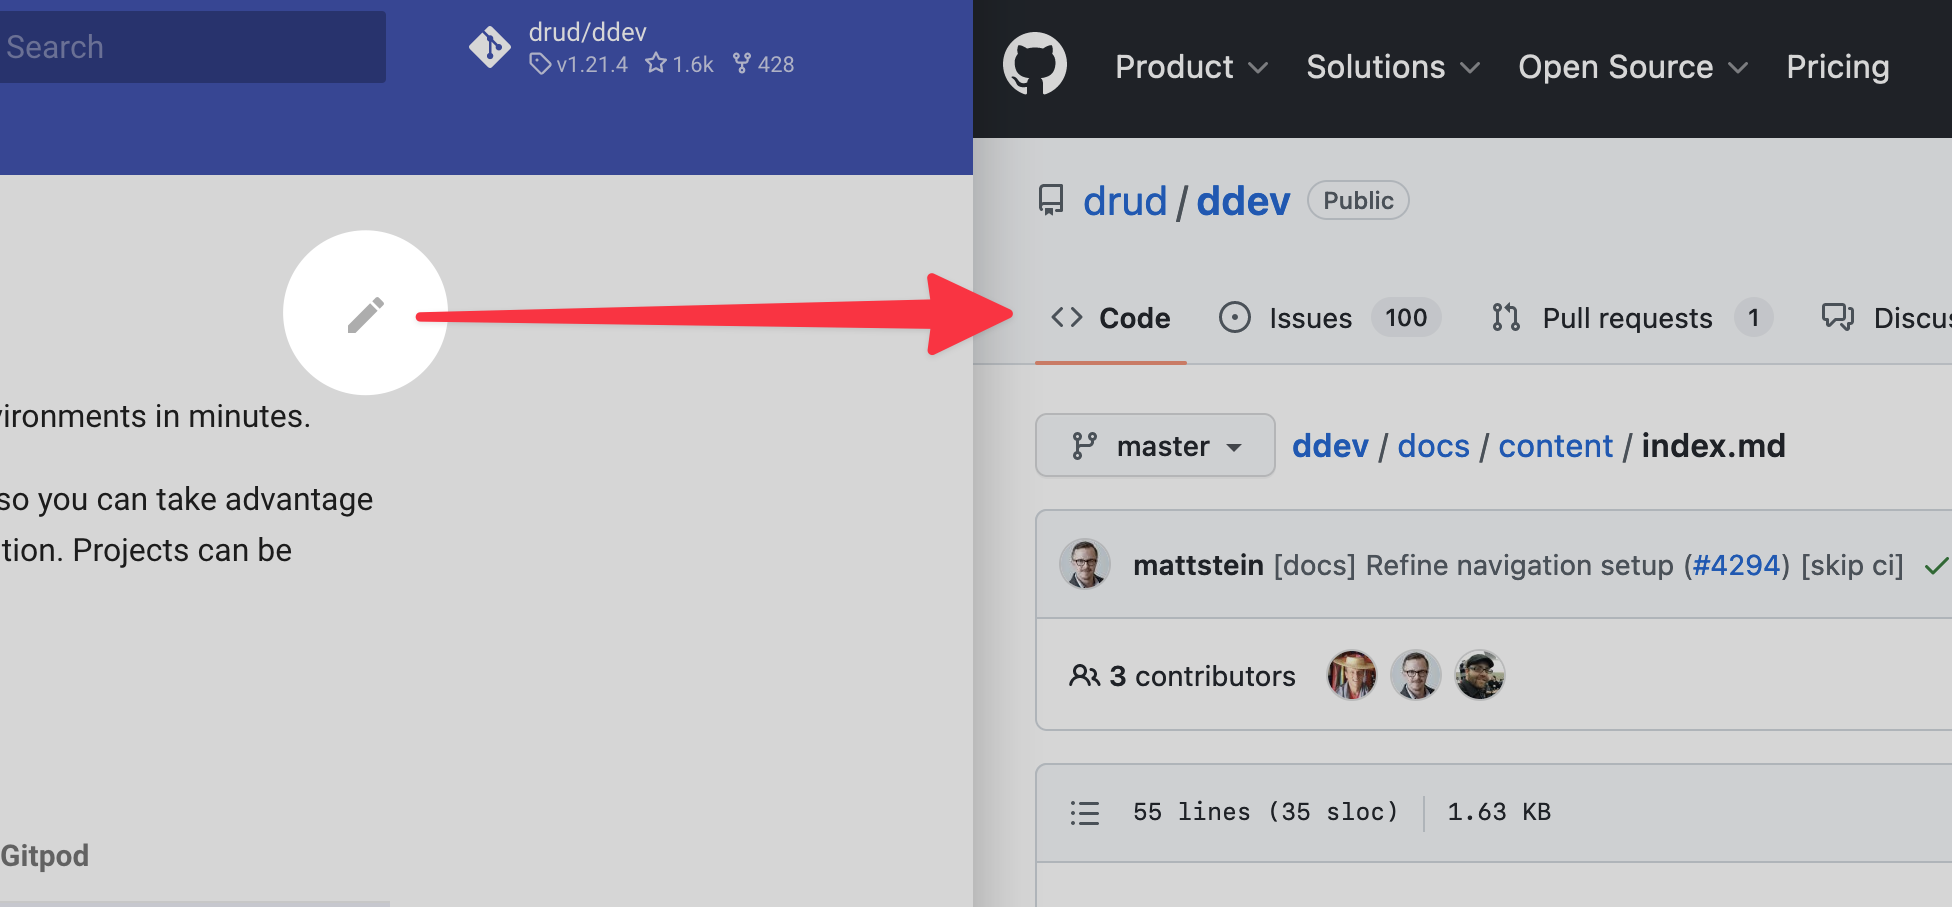 Search
drud/ddev
v1.21.4 1.6k 428
ironments in minutes.
so you can take advantage
tion. Projects can be
Gitpod
Product Solutions Open Source Pricing
drud / ddev Public
Code Issues 100 Pull requests 1 Discus
master ddev / docs / content / index.md
mattstein [docs] Refine navigation setup (#4294) [skip ci]
3 contributors
55 lines (35 sloc) 1.63 KB